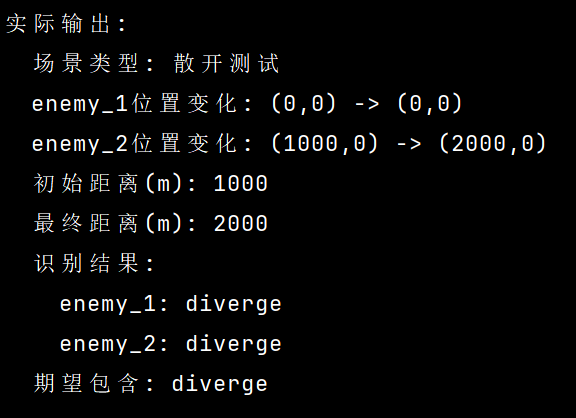 实际输出:
场景类型: 散开测试
enemy_1位置变化: (0,0) -> (0,0)
enemy_2位置变化: (1000,0) -> (2000,0)
初始距离(m): 1000
最终距离(m): 2000
识别结果:
enemy_1: diverge
enemy_2: diverge
期望包含: diverge